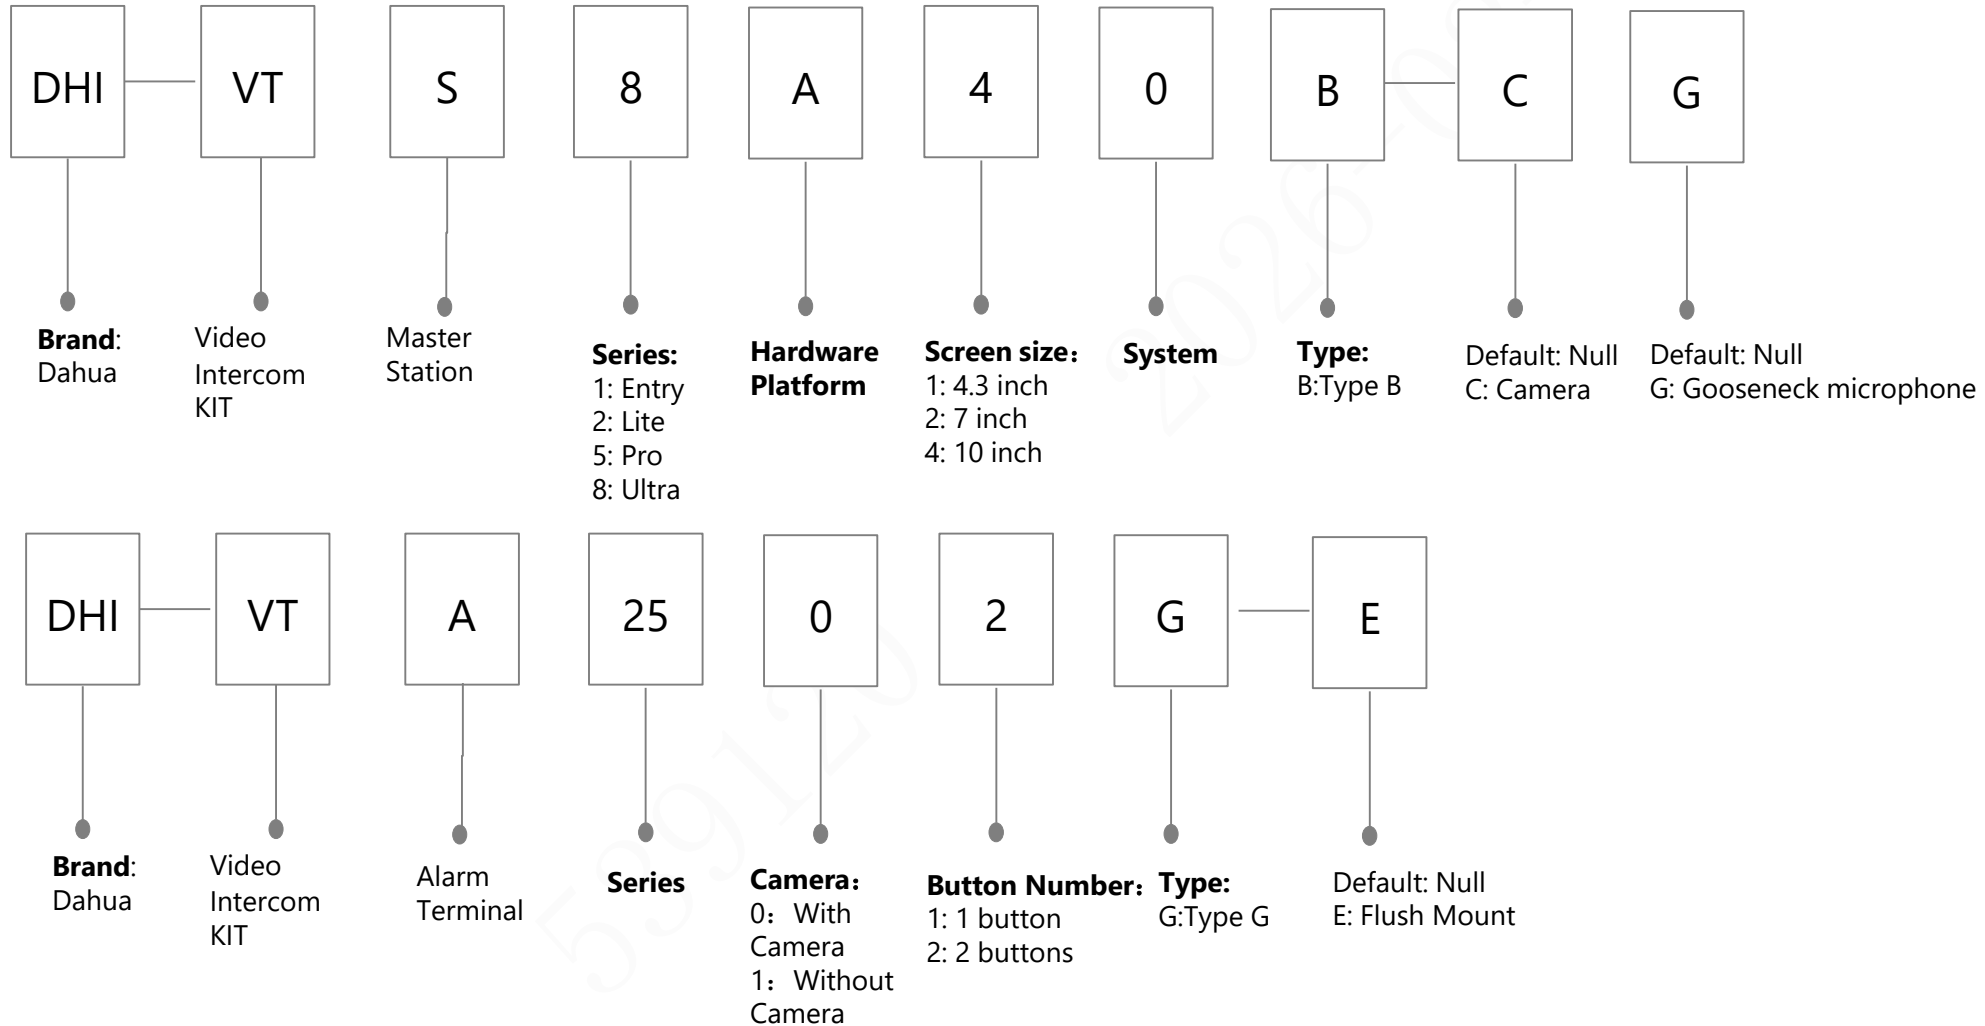 DHI VT S 8 A 4 0 B C G
Brand:
Dahua
Video
Intercom
KIT
Master
Station
Series:
1: Entry
2: Lite
5: Pro
8: Ultra
Hardware
Platform
Screen size：
1: 4.3 inch
2: 7 inch
4: 10 inch
System
Type:
B:Type B
Default: Null
C: Camera
Default: Null
G: Gooseneck microphone
DHI VT A 25 0 2 G E
Brand:
Dahua
Video
Intercom
KIT
Alarm
Terminal
Series
Camera：
0：With
Camera
1：Without
Camera
Button Number：
1: 1 button
2: 2 buttons
Type:
G:Type G
Default: Null
E: Flush Mount
539120